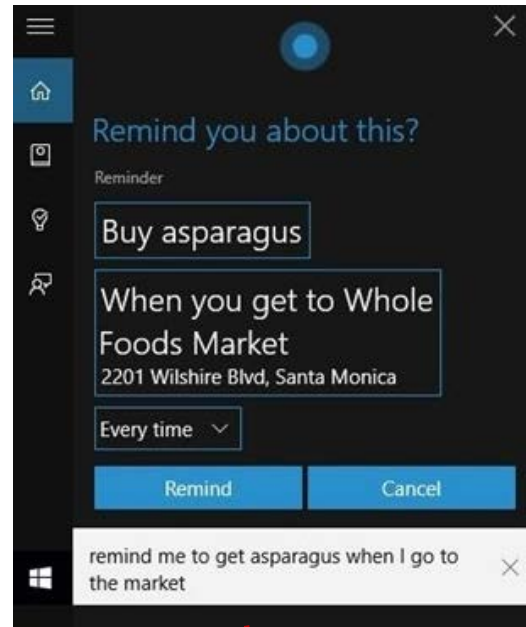 Remind you about this?
Reminder
Buy asparagus
When you get to Whole
Foods Market
2201 Wilshire Blvd, Santa Monica
Every time
Remind Cancel
remind me to get asparagus when I go to
the market